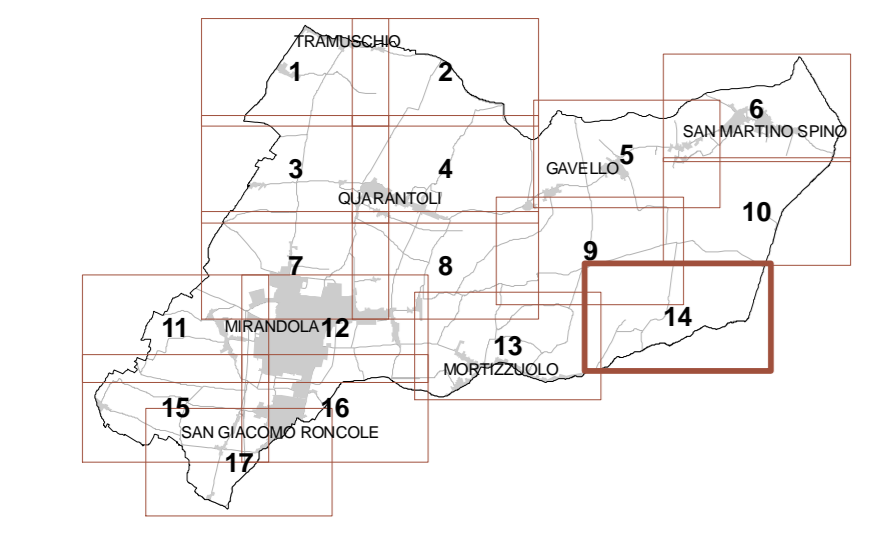 TRAMUSCHIO
1
2
6
SAN MARTINO SPINO
5
GAVELLO
3
4
QUARANTOLI
10
9
7
8
14
11
MIRANDOLA
12
13
MORTIZZUOLO
15
16
SAN GIACOMO RONCOLE
17